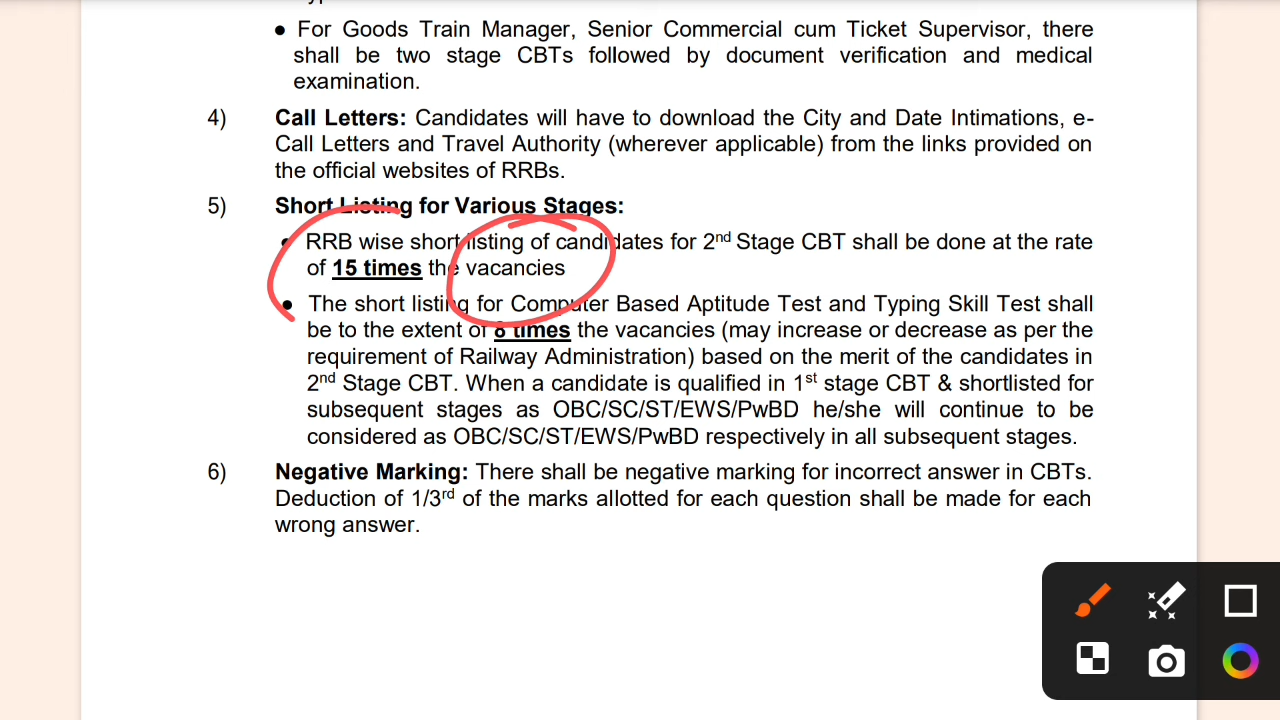 ● For Goods Train Manager, Senior Commercial cum Ticket Supervisor, there
shall be two stage CBTs followed by document verification and medical
examination.
4) Call Letters: Candidates will have to download the City and Date Intimations, e-
Call Letters and Travel Authority (wherever applicable) from the links provided on
the official websites of RRBs.
5) Short Listing for Various Stages:
● RRB wise short listing of candidates for 2nd Stage CBT shall be done at the rate
of 15 times the vacancies
● The short listing for Computer Based Aptitude Test and Typing Skill Test shall
be to the extent of 8 times the vacancies (may increase or decrease as per the
requirement of Railway Administration) based on the merit of the candidates in
2nd Stage CBT. When a candidate is qualified in 1st stage CBT & shortlisted for
subsequent stages as OBC/SC/ST/EWS/PwBD he/she will continue to be
considered as OBC/SC/ST/EWS/PwBD respectively in all subsequent stages.
6) Negative Marking: There shall be negative marking for incorrect answer in CBTs.
Deduction of 1/3rd of the marks allotted for each question shall be made for each
wrong answer.